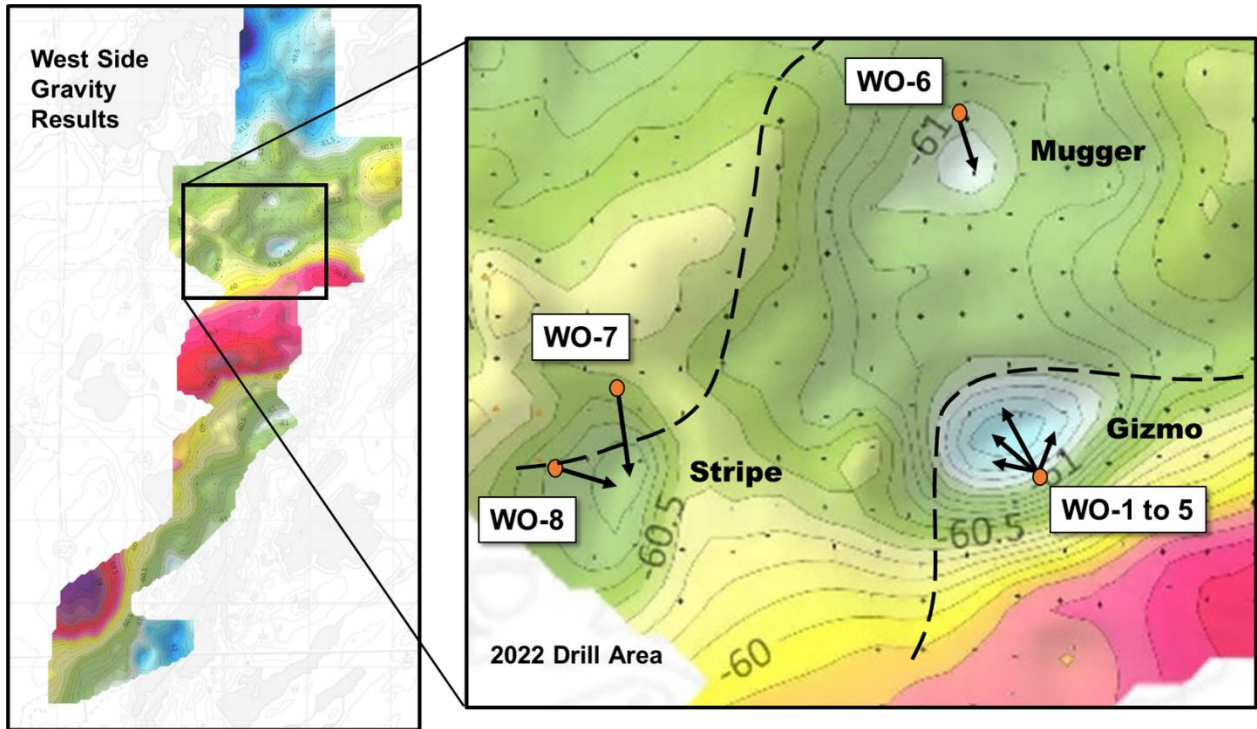 West Side
Gravity
Results
WO-6
-61
Mugger
WO-7
Gizmo
Stripe
-61
WO-8
WO-1 to 5
-60.5
-60.5
2022 Drill Area
-60